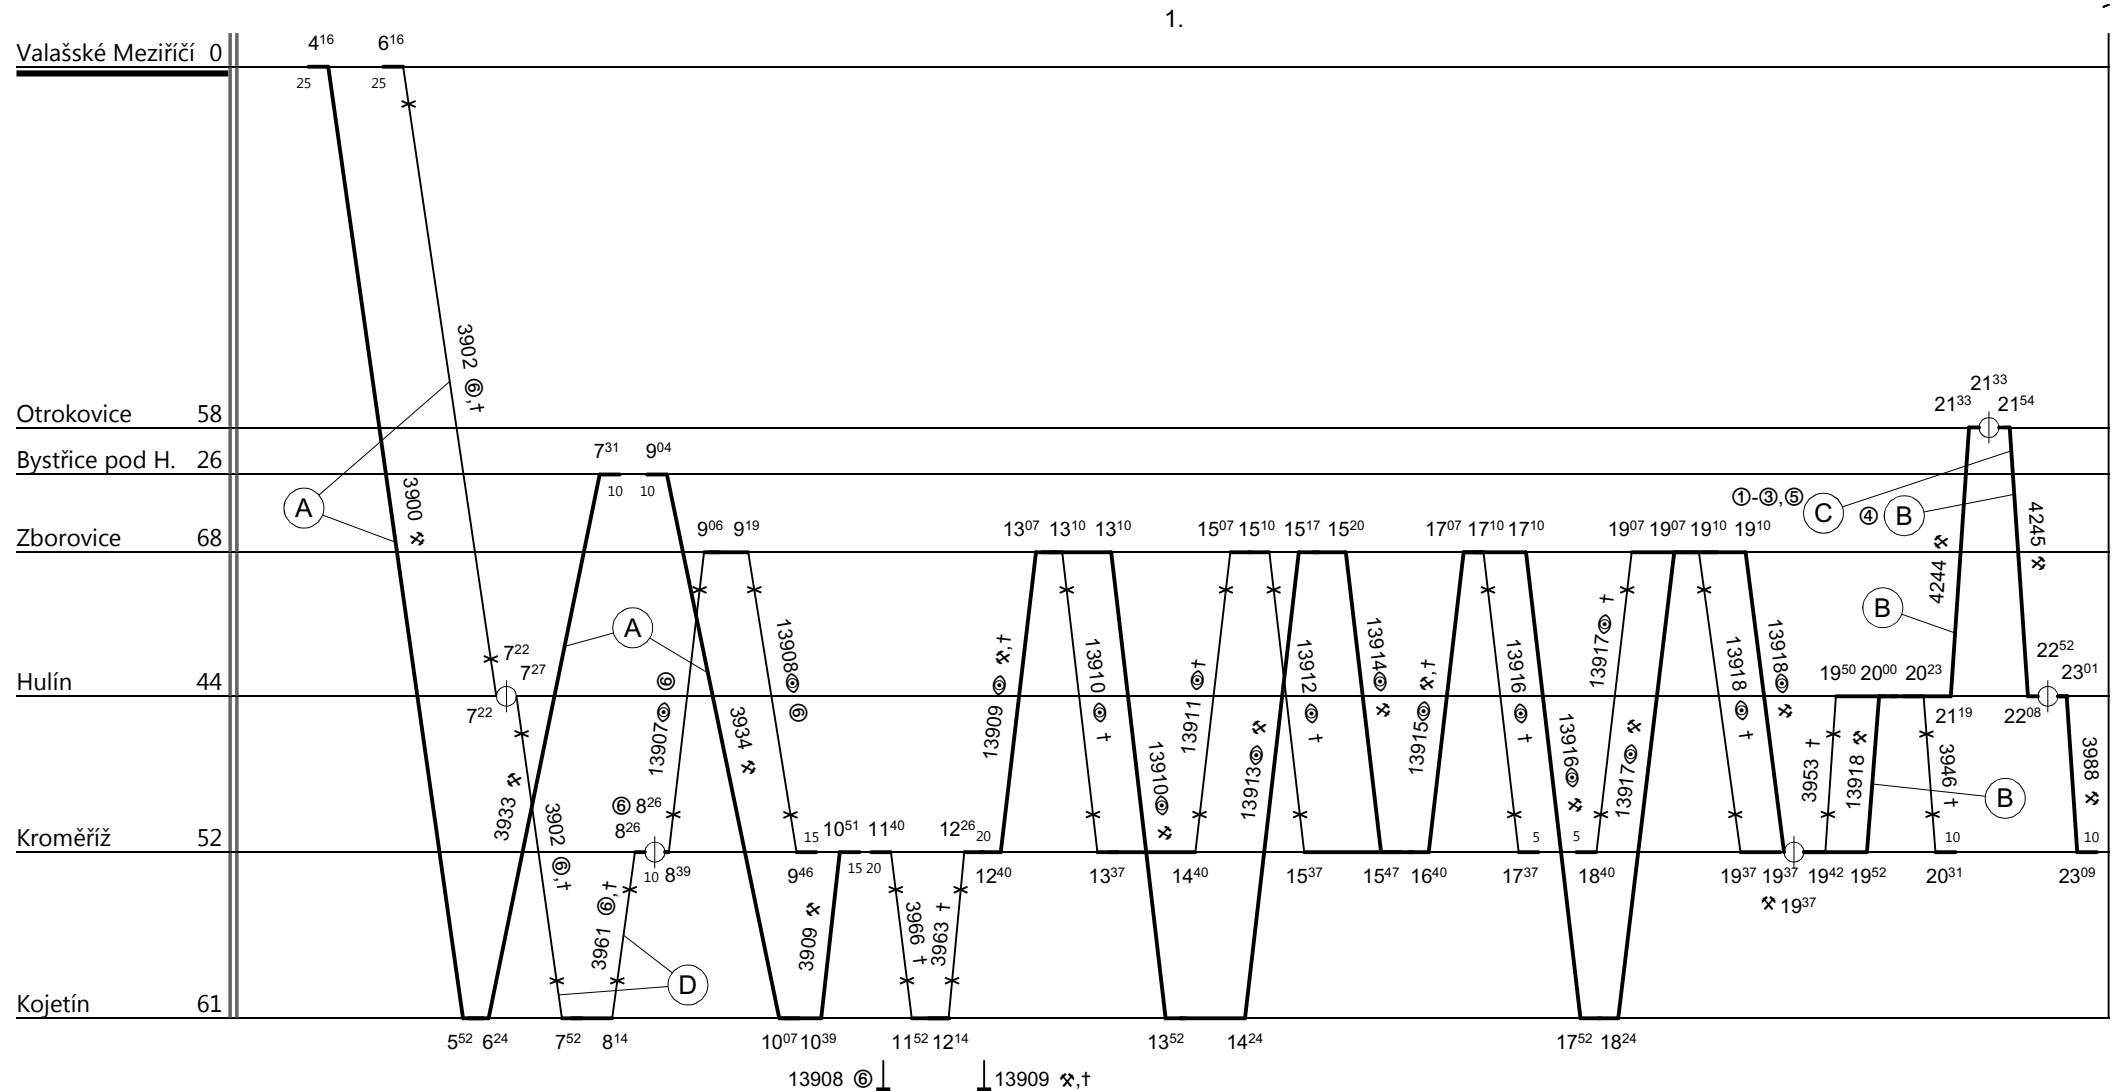 1.
4¹⁶ 6¹⁶
Valašské Meziříčí 0
25 25
3902 ⑥,†
21³³
21³³ 21⁵⁴
Otrokovice 58
7³¹ 9⁰⁴
Bystřice pod H. 26
10 10
A
3900 ⚒
①-③,⑤ C ④ B
4245 ⚒
9⁰⁶ 9¹⁹ 13⁰⁷ 13¹⁰ 13¹⁰ 15⁰⁷ 15¹⁰ 15¹⁷ 15²⁰ 17⁰⁷ 17¹⁰ 17¹⁰ 19⁰⁷ 19⁰⁷ 19¹⁰ 19¹⁰
Zborovice 68
4244 ⚒
B
A
7²² 7²⁷
13908◉ ⑥
13907◉ ⑥
13909 ◉ ⚒,†
13910 ◉ †
13911 ◉†
13912 ◉ †
13914◉ ⚒
13915◉ ⚒,†
13916 ◉ †
13917◉ †
13918 ◉ †
13918◉ ⚒
19⁵⁰ 20⁰⁰ 20²³
22⁵² 23⁰¹
Hulín 44
7²² 21¹⁹ 22⁰⁸
3934 ⚒
13910◉ ⚒
13913◉ ⚒
13916◉ ⚒
13917◉ ⚒
3953 †
13918 ⚒
3946 †
3988 ⚒
B
3933 ⚒
3902 ⑥,†
⑥ 8²⁶
8²⁶ 15 10⁵¹ 11⁴⁰ 12²⁶ 20 5 5 10 10
Kroměříž 52
10 8³⁹ 9⁴⁶ 15 20 12⁴⁰ 13³⁷ 14⁴⁰ 15³⁷ 15⁴⁷ 16⁴⁰ 17³⁷ 18⁴⁰ 19³⁷ 19³⁷ 19⁴² 19⁵² 20³¹ 23⁰⁹
⚒ 19³⁷
3961 ⑥,†
3909 ⚒
3966 †
3963 †
D
Kojetín 61
5⁵² 6²⁴ 7⁵² 8¹⁴ 10⁰⁷ 10³⁹ 11⁵² 12¹⁴ 13⁵² 14²⁴ 17⁵² 18²⁴
13908 ⑥ 13909 ⚒,†